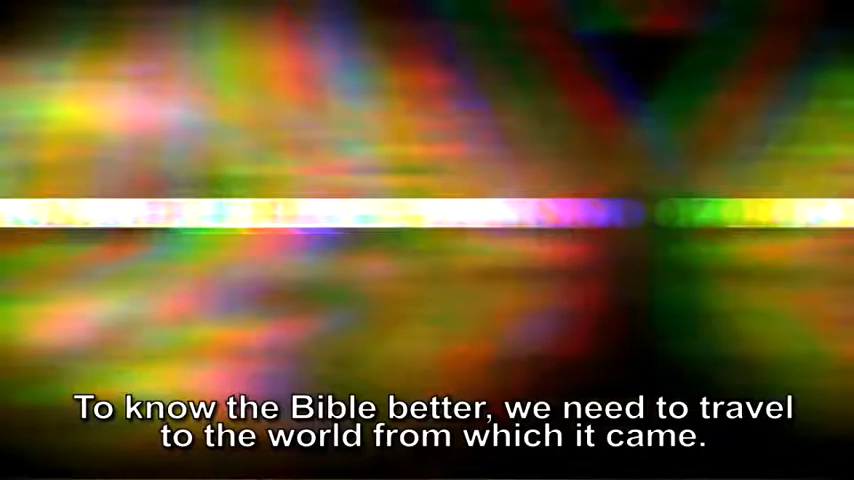 To know the Bible better, we need to travel
to the world from which it came.